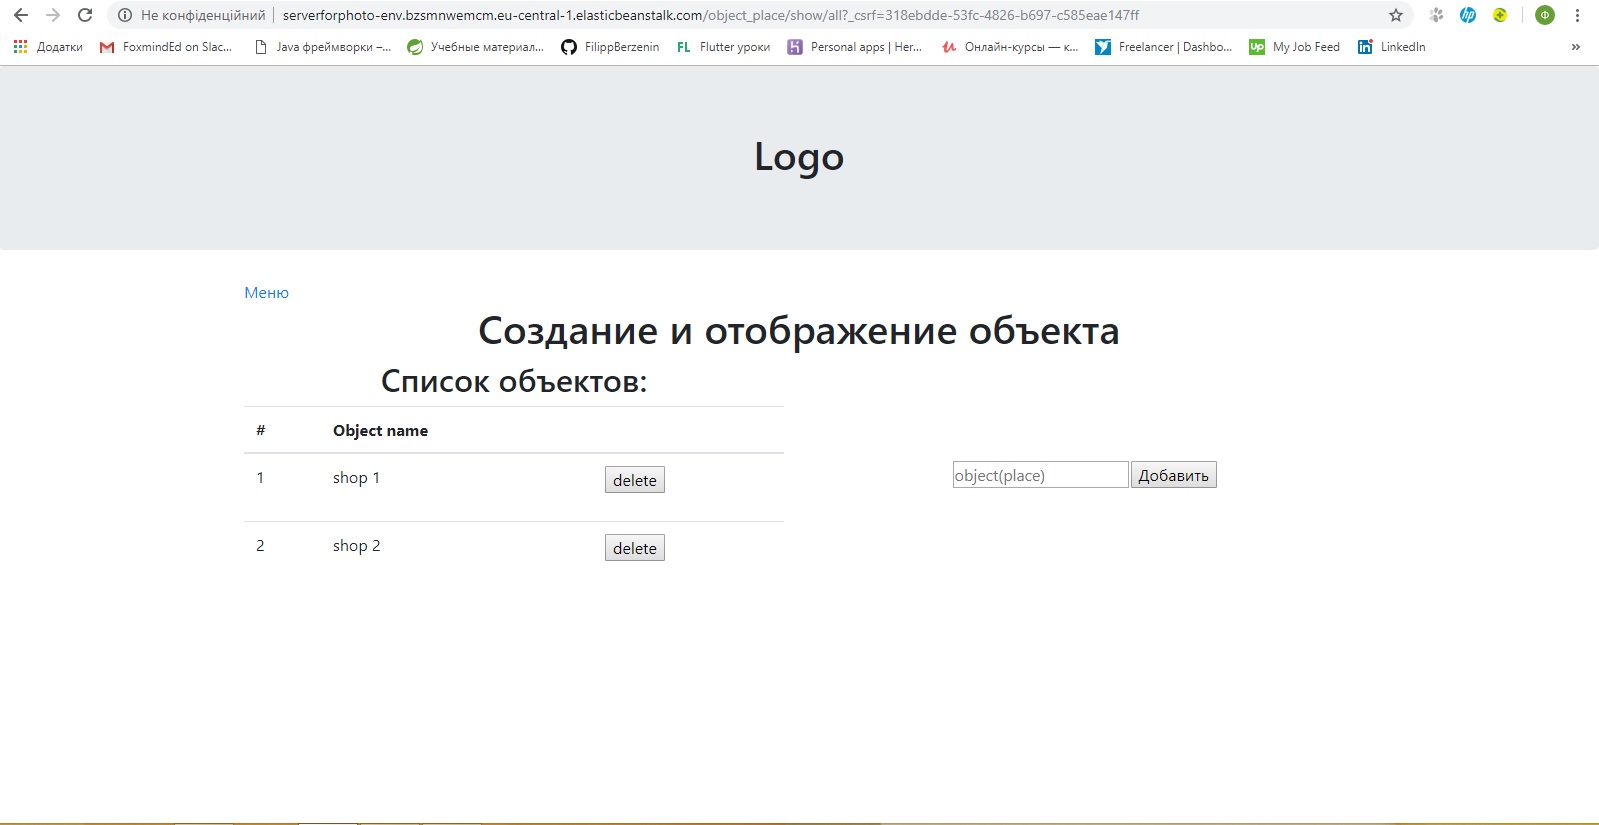 Не конфіденційний serverforphoto-env.bzsmnwemcm.eu-central-1.elasticbeanstalk.com/object_place/show/all?_csrf=318ebdde-53fc-4826-b697-c585eae147ff
Додатки FoxmindEd on Slac... Java фреймворки –... Учебные материал... FilippBerzenin FL Flutter уроки Personal apps | Her... Онлайн-курсы — к... Freelancer | Dashbo... Up My Job Feed in LinkedIn »
Logo
Меню
Создание и отображение объекта
Список объектов:
# Object name
1 shop 1 delete
object(place) Добавить
2 shop 2 delete